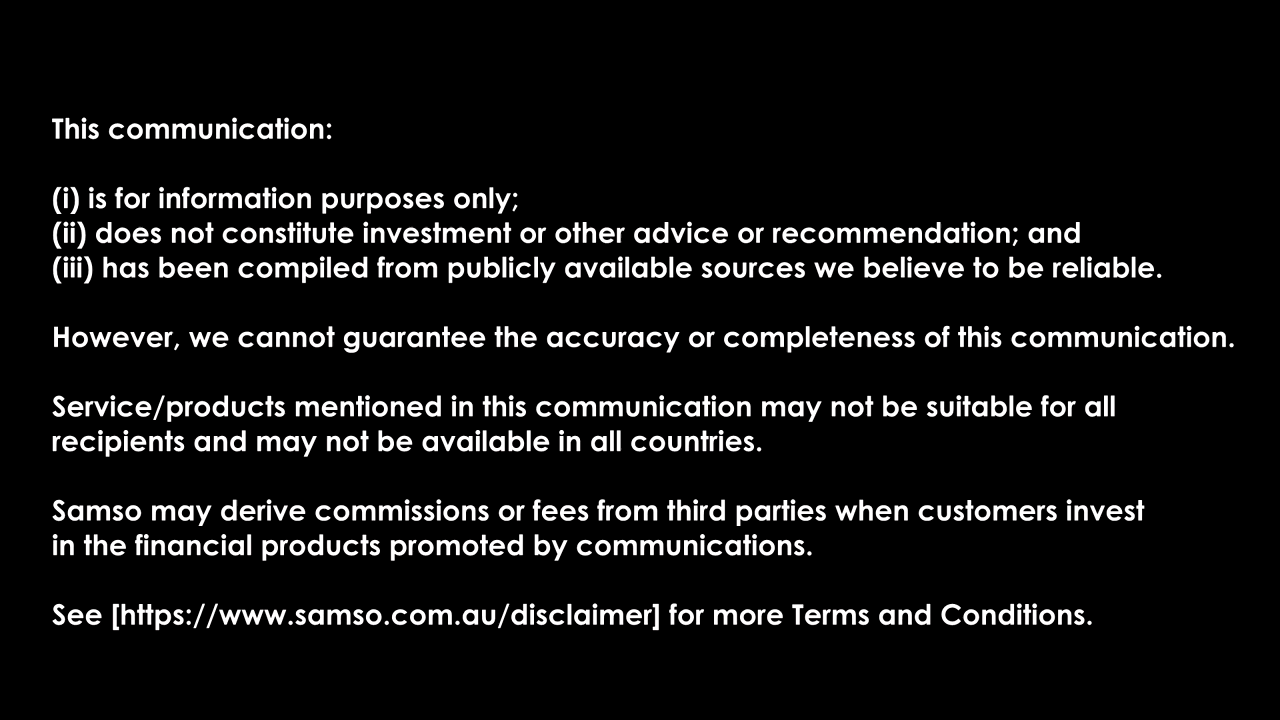 This communication:
(i) is for information purposes only;
(ii) does not constitute investment or other advice or recommendation; and
(iii) has been compiled from publicly available sources we believe to be reliable.
However, we cannot guarantee the accuracy or completeness of this communication.
Service/products mentioned in this communication may not be suitable for all
recipients and may not be available in all countries.
Samso may derive commissions or fees from third parties when customers invest
in the financial products promoted by communications.
See [https://www.samso.com.au/disclaimer] for more Terms and Conditions.